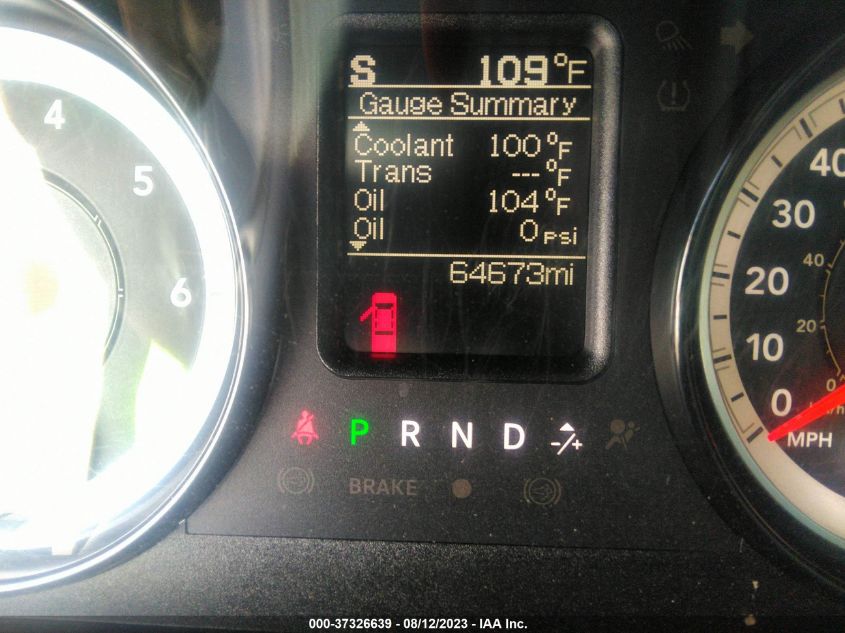 S 109°F
Gauge Summary
Coolant 100°F
Trans ---°F
Oil 104°F
Oil 0 psi
64673mi
4
5
6
40
30
20
10
0
MPH
40
20
0
P R N D -/+
BRAKE
000-37326639 - 08/12/2023 - IAA Inc.